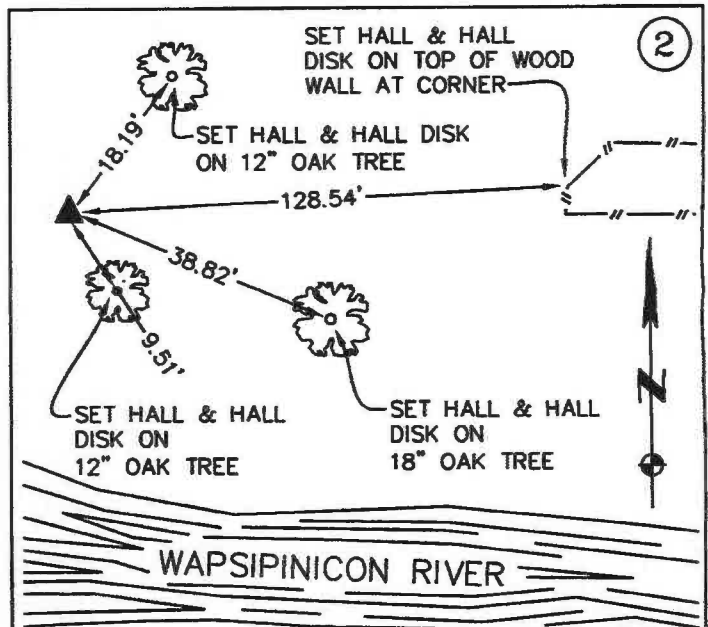 SET HALL & HALL
DISK ON TOP OF WOOD
WALL AT CORNER
2
18.19'
SET HALL & HALL DISK
ON 12" OAK TREE
128.54'
38.82'
9.51'
SET HALL & HALL
DISK ON
12" OAK TREE
SET HALL & HALL
DISK ON
18" OAK TREE
N
WAPSIPINICON RIVER